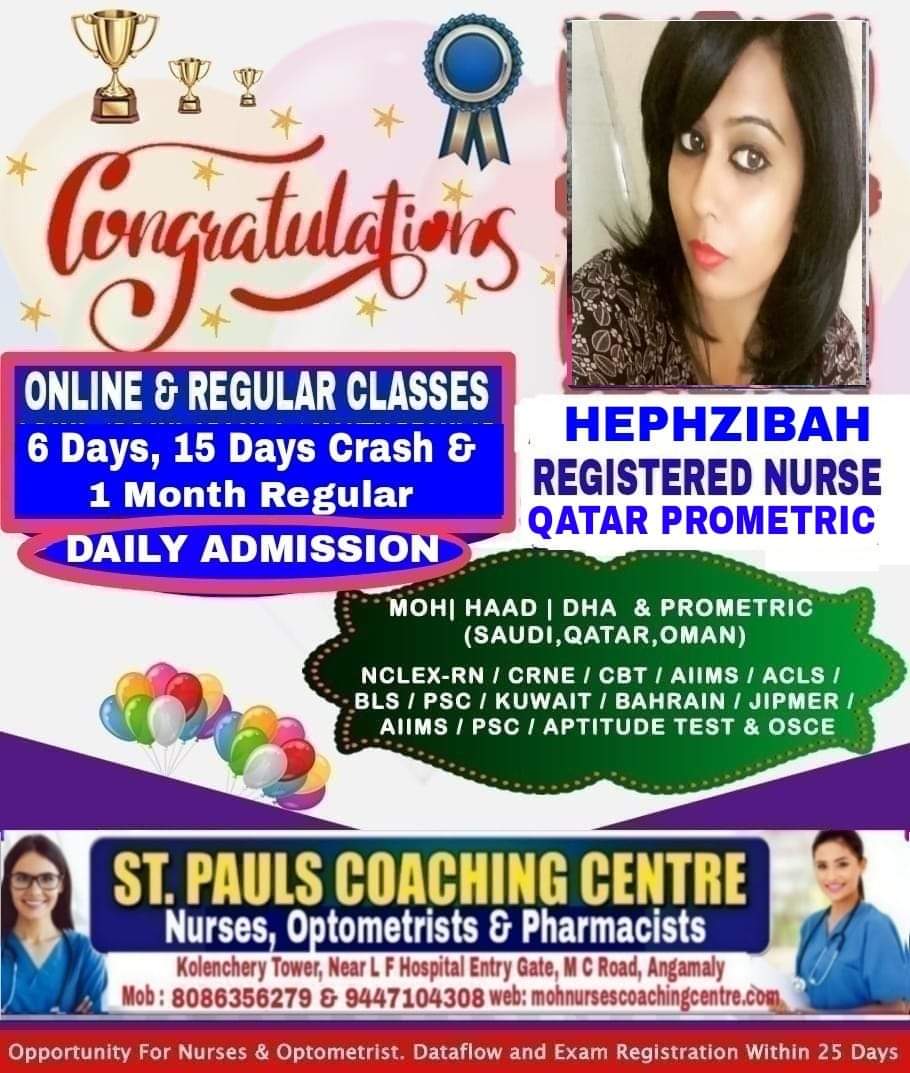 Congratulations
ONLINE & REGULAR CLASSES
6 Days, 15 Days Crash &
1 Month Regular
DAILY ADMISSION
HEPHZIBAH
REGISTERED NURSE
QATAR PROMETRIC
MOH| HAAD | DHA & PROMETRIC
(SAUDI,QATAR,OMAN)
NCLEX-RN / CRNE / CBT / AIIMS / ACLS /
BLS / PSC / KUWAIT / BAHRAIN / JIPMER /
AIIMS / PSC / APTITUDE TEST & OSCE
ST. PAULS COACHING CENTRE
Nurses, Optometrists & Pharmacists
Kolenchery Tower, Near L F Hospital Entry Gate, M C Road, Angamaly
Mob : 8086356279 & 9447104308 web: mohnursescoachingcentre.com
Opportunity For Nurses & Optometrist. Dataflow and Exam Registration Within 25 Days